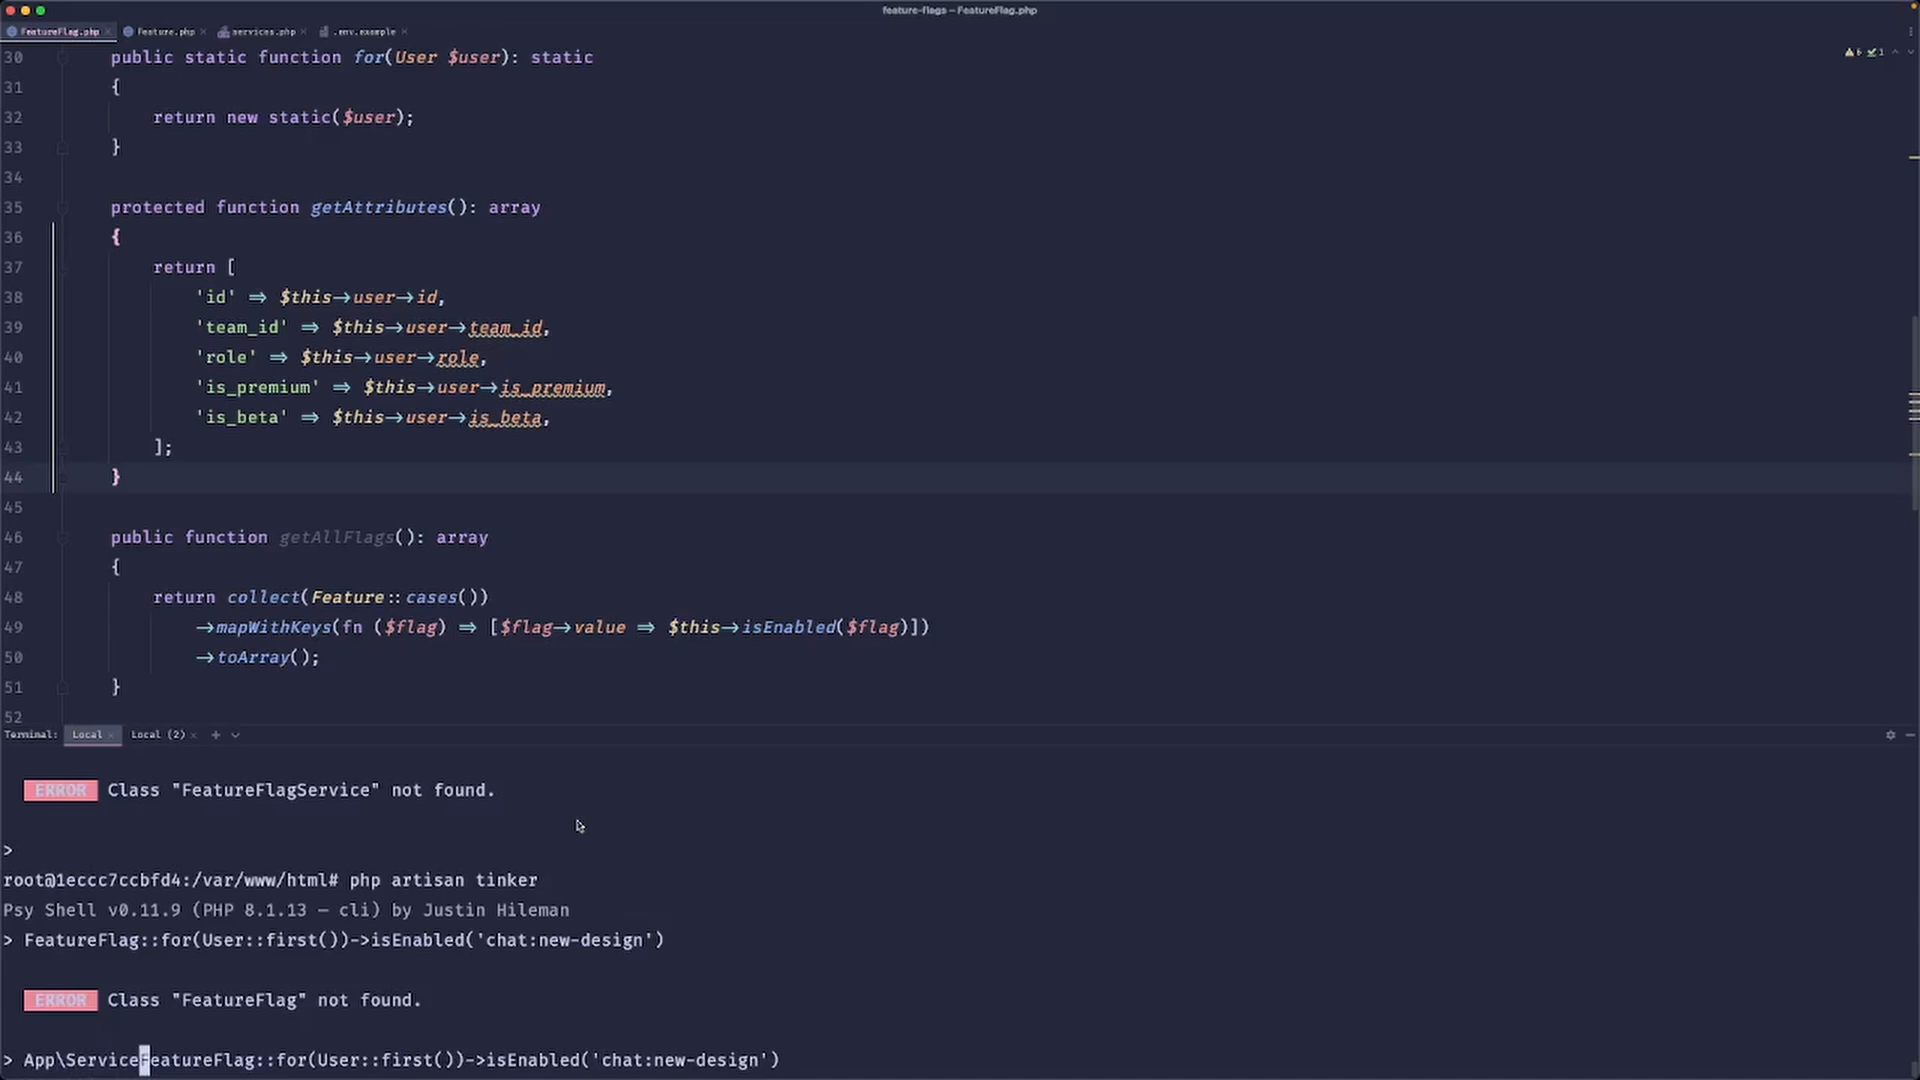 feature-flags – FeatureFlag.php
FeatureFlag.php × Feature.php × services.php × .env.example ×
30 public static function for(User $user): static
6 1
31 {
32 return new static($user);
33 }
34
35 protected function getAttributes(): array
36 {
37 return [
38 'id' => $this->user->id,
39 'team_id' => $this->user->team_id,
40 'role' => $this->user->role,
41 'is_premium' => $this->user->is_premium,
42 'is_beta' => $this->user->is_beta,
43 ];
44 }
45
46 public function getAllFlags(): array
47 {
48 return collect(Feature::cases())
49 ->mapWithKeys(fn ($flag) => [$flag->value => $this->isEnabled($flag)])
50 ->toArray();
51 }
52
Terminal: Local × Local (2) × +
ERROR Class "FeatureFlagService" not found.
>
root@1eccc7ccbfd4:/var/www/html# php artisan tinker
Psy Shell v0.11.9 (PHP 8.1.13 — cli) by Justin Hileman
> FeatureFlag::for(User::first())->isEnabled('chat:new-design')
ERROR Class "FeatureFlag" not found.
> App\ServiceFeatureFlag::for(User::first())->isEnabled('chat:new-design')